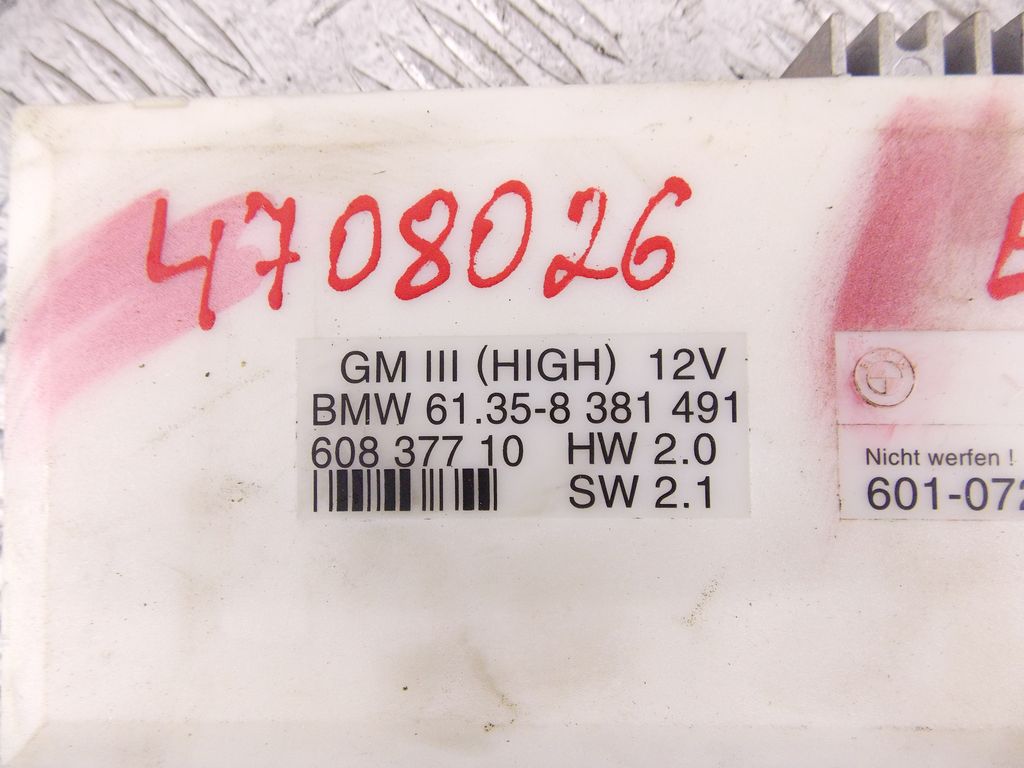 4708026
GM III (HIGH) 12V
BMW 61.35-8 381 491
608 377 10 HW 2.0
SW 2.1
Nicht werfen !
601-072